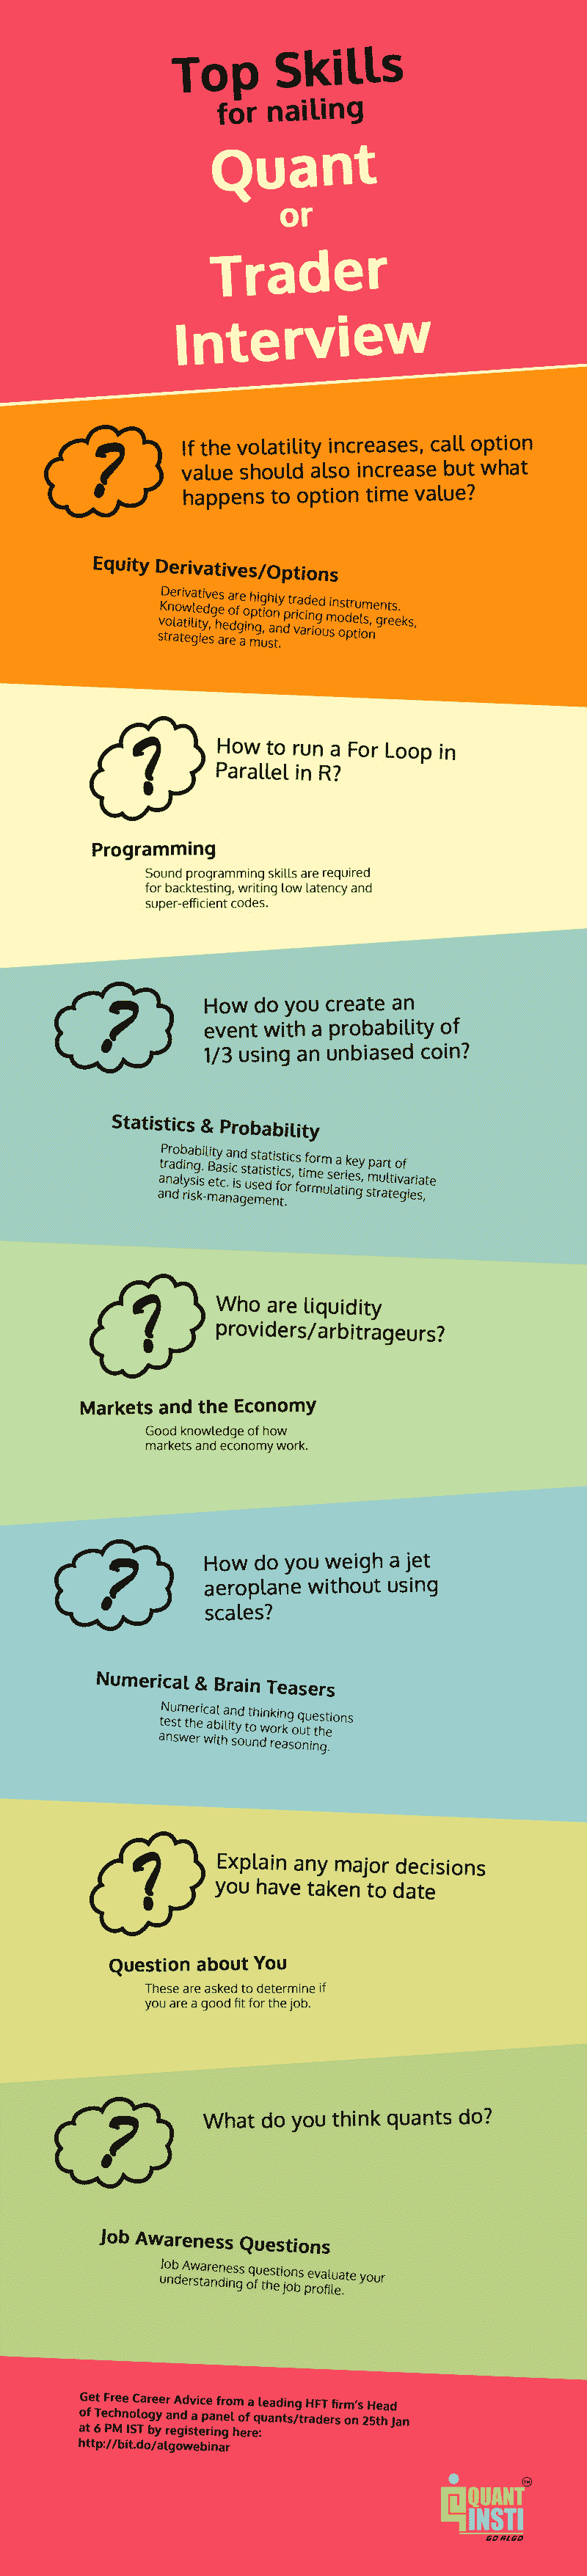 Top Skills
for nailing
Quant
or
Trader
Interview
?
If the volatility increases, call option
value should also increase but what
happens to option time value?
Equity Derivatives/Options
Derivatives are highly traded instruments.
Knowledge of option pricing models, greeks,
volatility, hedging, and various option
strategies are a must.
?
How to run a For Loop in
Parallel in R?
Programming
Sound programming skills are required
for backtesting, writing low latency and
super-efficient codes.
?
How do you create an
event with a probability of
1/3 using an unbiased coin?
Statistics & Probability
Probability and statistics form a key part of
trading. Basic statistics, time series, multivariate
analysis etc. is used for formulating strategies,
and risk-management.
?
Who are liquidity
providers/arbitrageurs?
Markets and the Economy
Good knowledge of how
markets and economy work.
?
How do you weigh a jet
aeroplane without using
scales?
Numerical & Brain Teasers
Numerical and thinking questions
test the ability to work out the
answer with sound reasoning.
?
Explain any major decisions
you have taken to date
Question about You
These are asked to determine if
you are a good fit for the job.
?
What do you think quants do?
Job Awareness Questions
Job Awareness questions evaluate your
understanding of the job profile.
Get Free Career Advice from a leading HFT firm's Head
of Technology and a panel of quants/traders on 25th Jan
at 6 PM IST by registering here:
http://bit.do/algowebinar
TM
QUANT
INSTI
GO ALGO